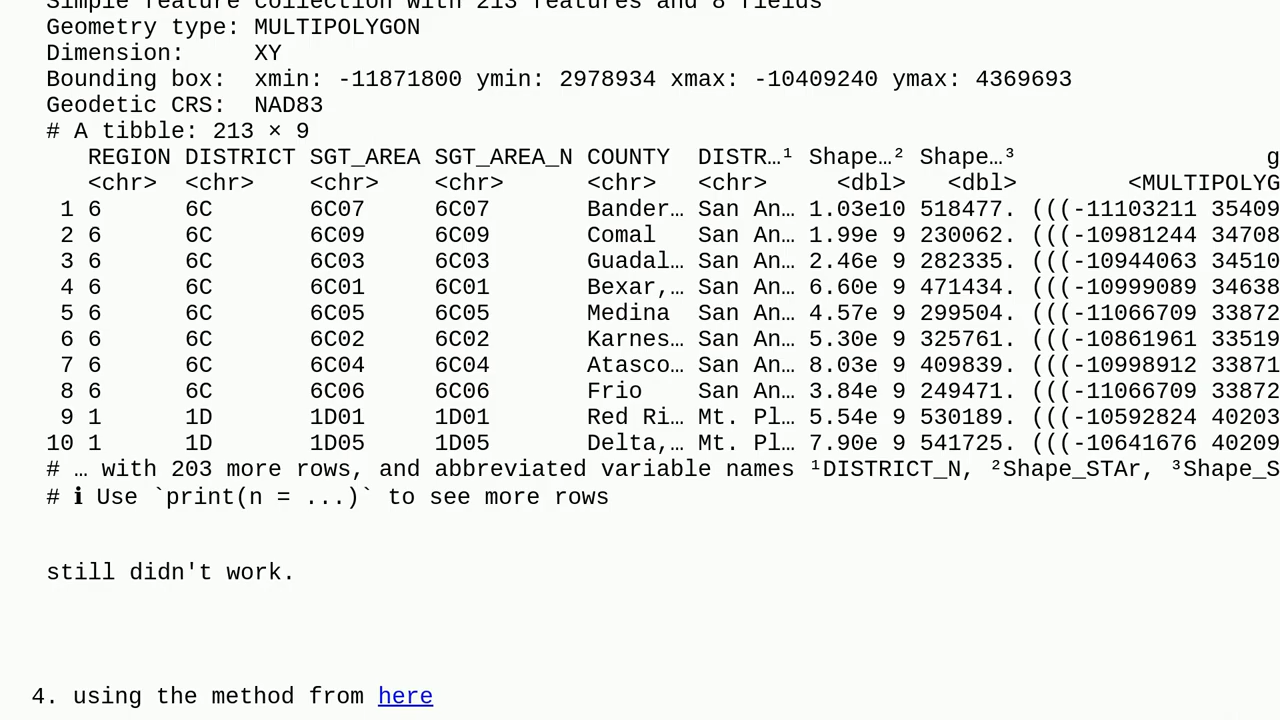 Simple feature collection with 213 features and 8 fields
Geometry type: MULTIPOLYGON
Dimension:     XY
Bounding box:  xmin: -11871800 ymin: 2978934 xmax: -10409240 ymax: 4369693
Geodetic CRS:  NAD83
# A tibble: 213 × 9
   REGION DISTRICT SGT_AREA SGT_AREA_N COUNTY  DISTR…¹ Shape…² Shape…³                  g
   <chr>  <chr>    <chr>    <chr>      <chr>   <chr>     <dbl>   <dbl>        <MULTIPOLYG
 1 6      6C       6C07     6C07       Bander… San An… 1.03e10 518477. (((-11103211 35409
 2 6      6C       6C09     6C09       Comal   San An… 1.99e 9 230062. (((-10981244 34708
 3 6      6C       6C03     6C03       Guadal… San An… 2.46e 9 282335. (((-10944063 34510
 4 6      6C       6C01     6C01       Bexar,… San An… 6.60e 9 471434. (((-10999089 34638
 5 6      6C       6C05     6C05       Medina  San An… 4.57e 9 299504. (((-11066709 33872
 6 6      6C       6C02     6C02       Karnes… San An… 5.30e 9 325761. (((-10861961 33519
 7 6      6C       6C04     6C04       Atasco… San An… 8.03e 9 409839. (((-10998912 33871
 8 6      6C       6C06     6C06       Frio    San An… 3.84e 9 249471. (((-11066709 33872
 9 1      1D       1D01     1D01       Red Ri… Mt. Pl… 5.54e 9 530189. (((-10592824 40203
10 1      1D       1D05     1D05       Delta,… Mt. Pl… 7.90e 9 541725. (((-10641676 40209
# … with 203 more rows, and abbreviated variable names ¹DISTRICT_N, ²Shape_STAr, ³Shape_S
# ℹ Use `print(n = ...)` to see more rows
still didn't work.
4. using the method from here